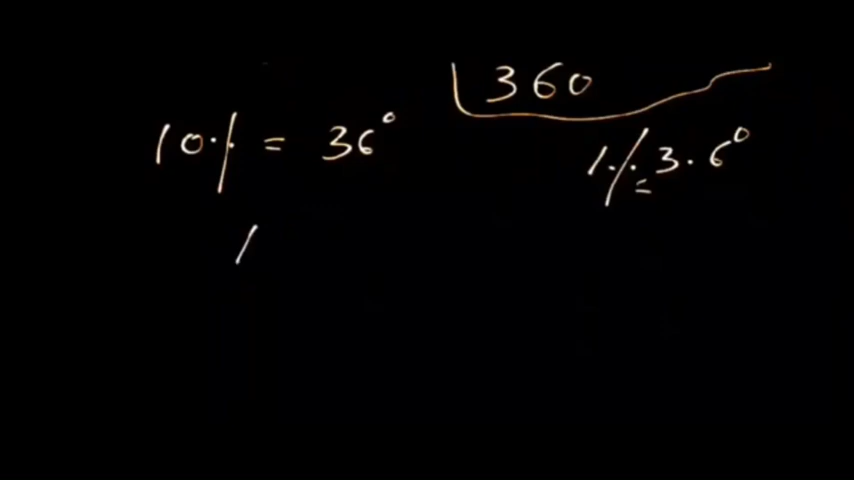 360
10% = 36°
1% = 3.6°
1